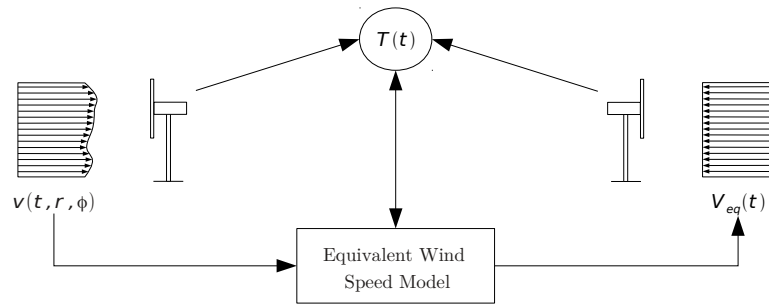 T(t)
v(t,r,ϕ)
V_eq(t)
Equivalent Wind
Speed Model